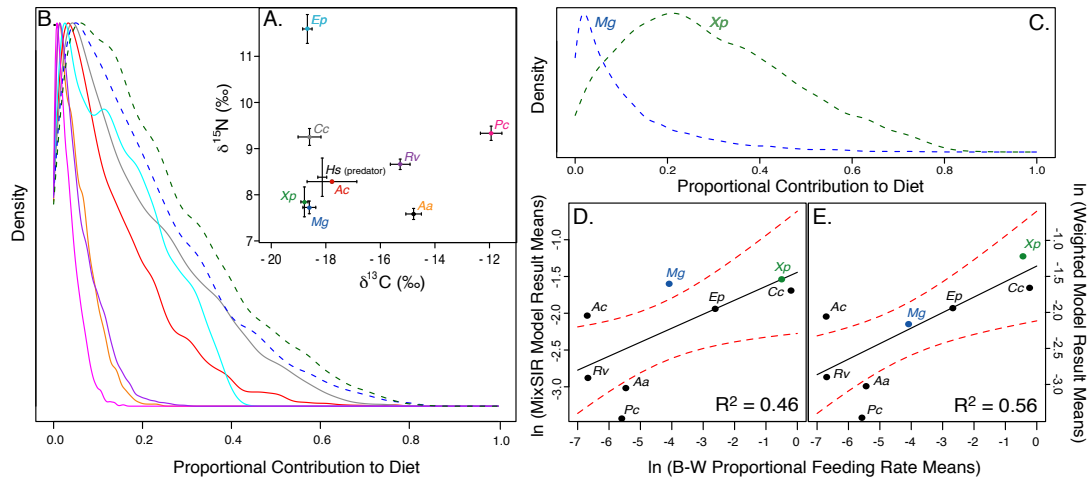 B.
Density
0.0 0.2 0.4 0.6 0.8 1.0
Proportional Contribution to Diet
A.
Ep
Cc
Pc
Rv
Hs (predator)
Ac
Xp
Mg
Aa
δ15N (‰)
11
9
8
7
-20 -18 -16 -14 -12
δ13C (‰)
C.
Mg
Xp
Density
0.0 0.2 0.4 0.6 0.8 1.0
Proportional Contribution to Diet
D.
ln (MixSIR Model Result Means)
-1.0
-1.5
-2.0
-2.5
-3.0
Mg
Xp
Ac
Ep
Cc
Rv
Aa
Pc
R2 = 0.46
-7 -6 -5 -4 -3 -2 -1 0
E.
Xp
Ac
Mg
Ep
Cc
Rv
Aa
Pc
R2 = 0.56
-7 -6 -5 -4 -3 -2 -1 0
-1.0
-1.5
-2.0
-2.5
-3.0
ln (Weighted Model Result Means)
ln (B-W Proportional Feeding Rate Means)